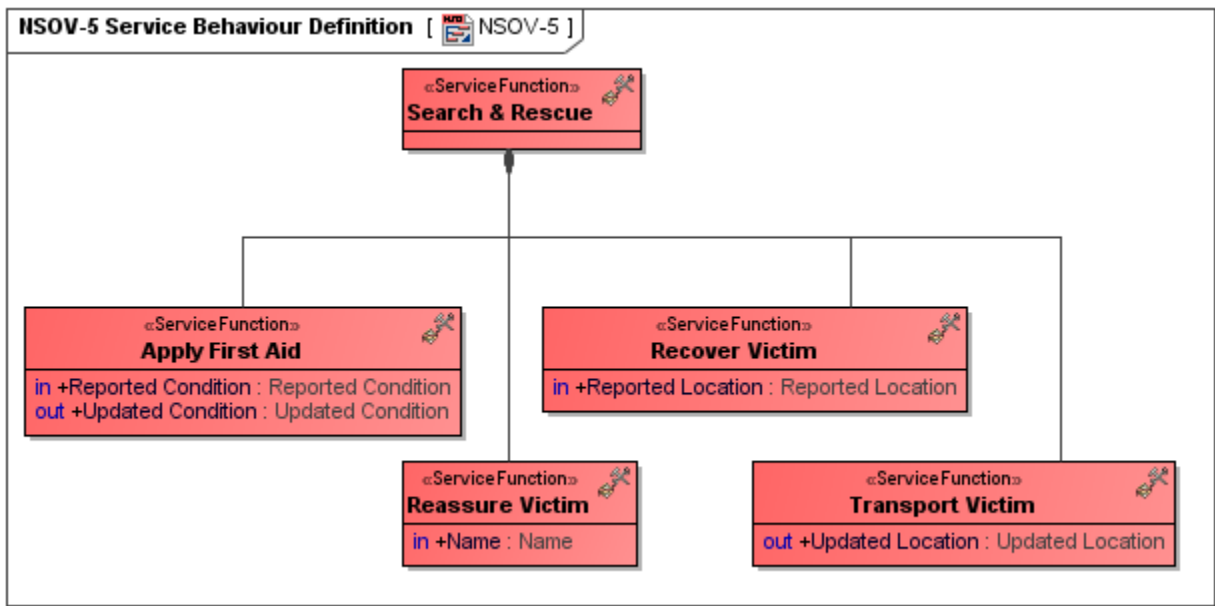 NSOV-5 Service Behaviour Definition [ NSOV-5 ]
«ServiceFunction»
Search & Rescue
«ServiceFunction»
Apply First Aid
in +Reported Condition : Reported Condition
out +Updated Condition : Updated Condition
«ServiceFunction»
Recover Victim
in +Reported Location : Reported Location
«ServiceFunction»
Reassure Victim
in +Name : Name
«ServiceFunction»
Transport Victim
out +Updated Location : Updated Location